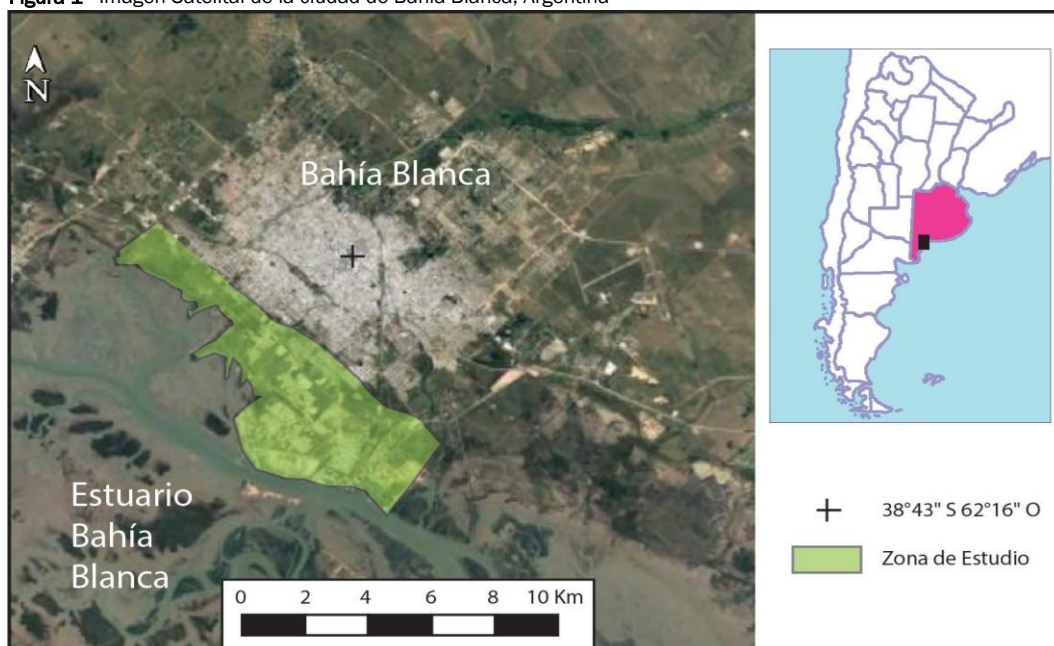 Figura 1 Imagen Satelital de la ciudad de Bahía Blanca, Argentina
N
Bahía Blanca
Estuario
Bahía
Blanca
0 2 4 6 8 10 Km
38°43" S 62°16" O
Zona de Estudio